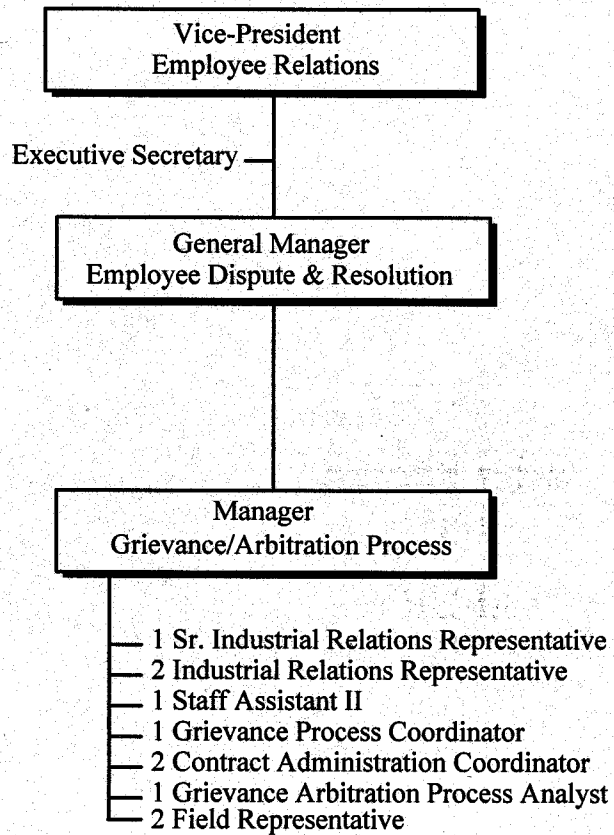 Vice-President
Employee Relations
Executive Secretary
General Manager
Employee Dispute & Resolution
Manager
Grievance/Arbitration Process
1 Sr. Industrial Relations Representative
2 Industrial Relations Representative
1 Staff Assistant II
1 Grievance Process Coordinator
2 Contract Administration Coordinator
1 Grievance Arbitration Process Analyst
2 Field Representative